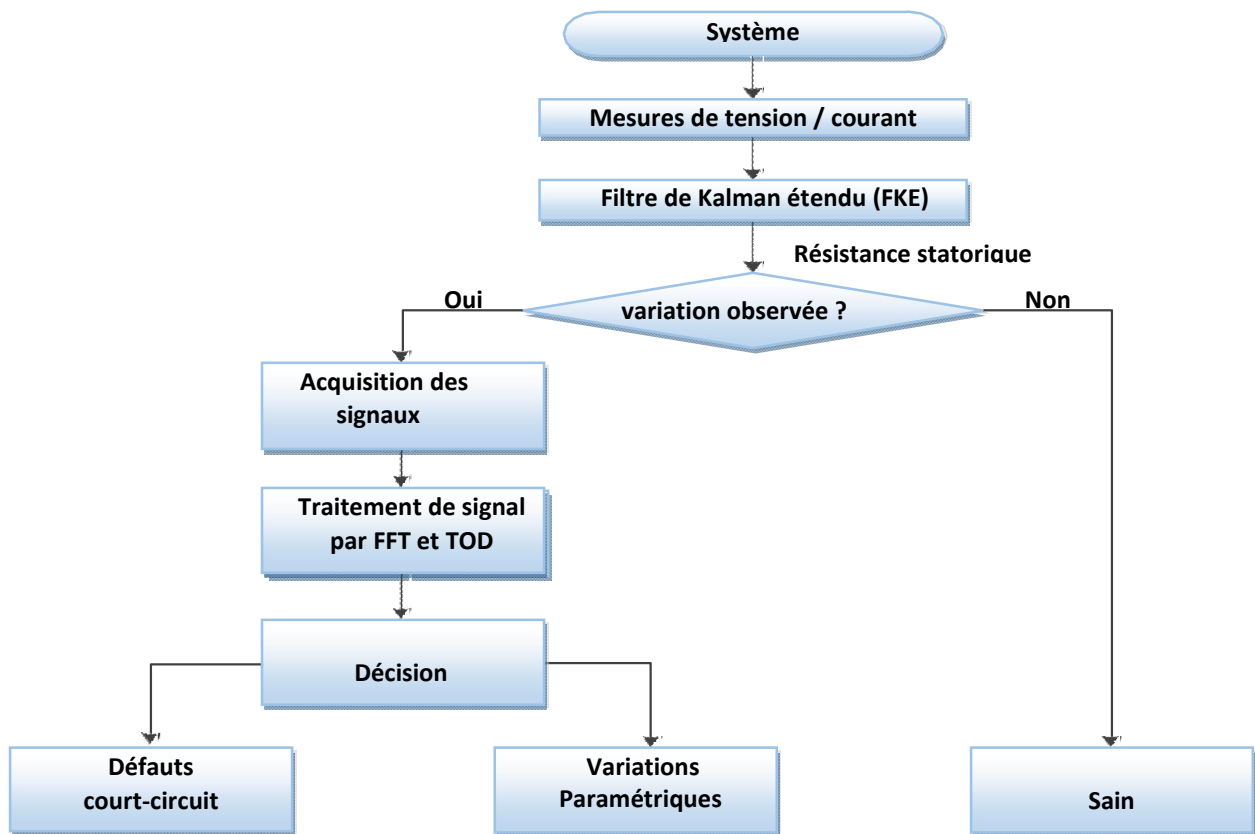 Système
Mesures de tension / courant
Filtre de Kalman étendu (FKE)
Résistance statorique
Oui
variation observée ?
Non
Acquisition des
signaux
Traitement de signal
par FFT et TOD
Décision
Défauts
court-circuit
Variations
Paramétriques
Sain